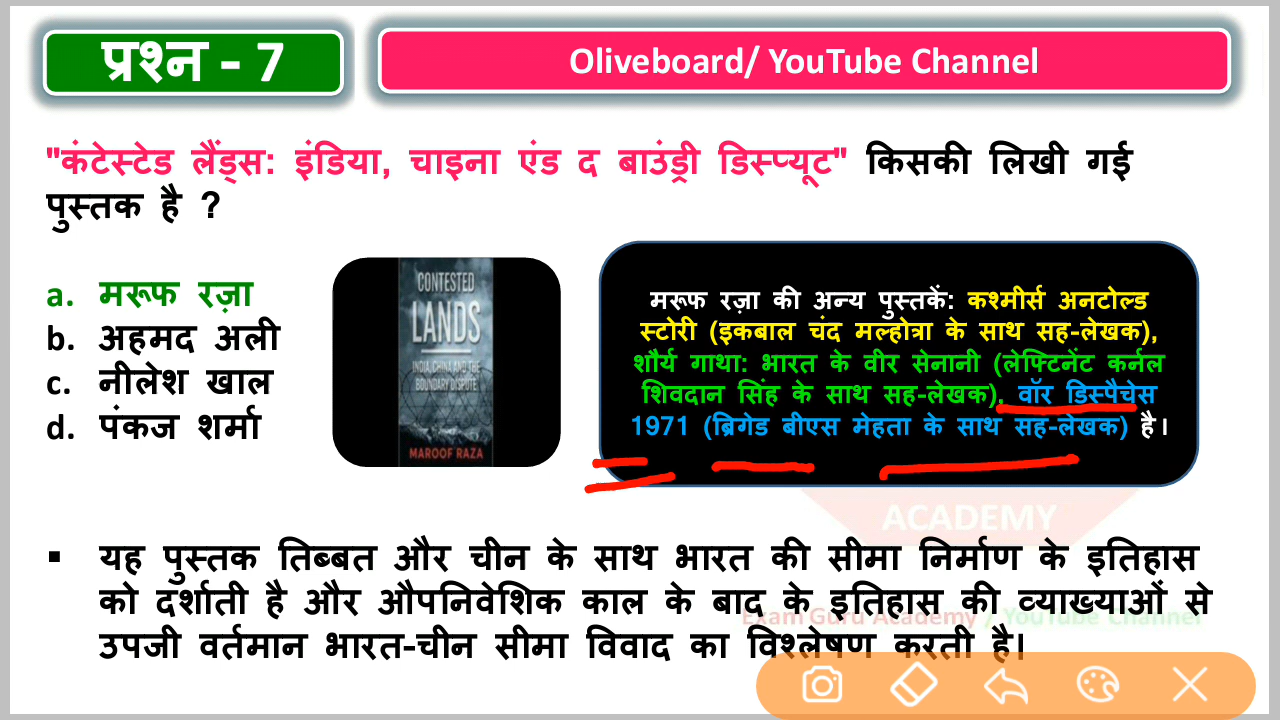 प्रश्न - 7
Oliveboard/ YouTube Channel
"कंटेस्टेड लैंड्स: इंडिया, चाइना एंड द बाउंड्री डिस्प्यूट" किसकी लिखी गई
पुस्तक है ?
a. मरूफ रज़ा
b. अहमद अली
c. नीलेश खाल
d. पंकज शर्मा
CONTESTED
LANDS
INDIA, CHINA AND THE
BOUNDARY DISPUTE
MAROOF RAZA
मरूफ रज़ा की अन्य पुस्तकें: कश्मीर्स अनटोल्ड
स्टोरी (इकबाल चंद मल्होत्रा के साथ सह-लेखक),
शौर्य गाथा: भारत के वीर सेनानी (लेफ्टिनेंट कर्नल
शिवदान सिंह के साथ सह-लेखक), वॉर डिस्पैचेस
1971 (ब्रिगेड बीएस मेहता के साथ सह-लेखक) है।
ACADEMY
▪ यह पुस्तक तिब्बत और चीन के साथ भारत की सीमा निर्माण के इतिहास
को दर्शाती है और औपनिवेशिक काल के बाद के इतिहास की व्याख्याओं से
Exam Guru Academy / YouTube Channel
उपजी वर्तमान भारत-चीन सीमा विवाद का विश्लेषण करती है।